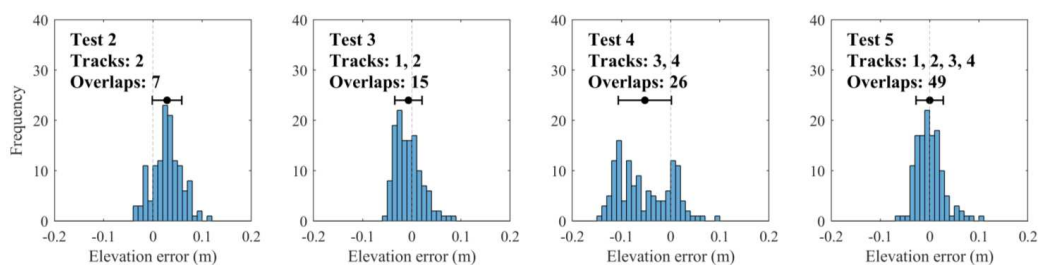 40
30
20
10
0
Frequency
Test 2
Tracks: 2
Overlaps: 7
-0.2 -0.1 0 0.1 0.2
Elevation error (m)
40
30
20
10
0
Test 3
Tracks: 1, 2
Overlaps: 15
-0.2 -0.1 0 0.1 0.2
Elevation error (m)
40
30
20
10
0
Test 4
Tracks: 3, 4
Overlaps: 26
-0.2 -0.1 0 0.1 0.2
Elevation error (m)
40
30
20
10
0
Test 5
Tracks: 1, 2, 3, 4
Overlaps: 49
-0.2 -0.1 0 0.1 0.2
Elevation error (m)